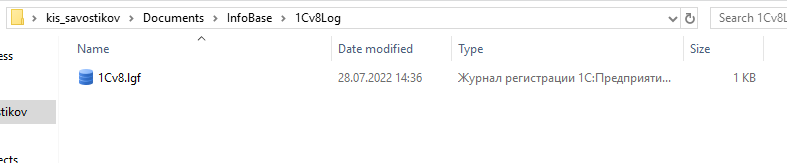 kis_savostikov > Documents > InfoBase > 1Cv8Log
Search 1Cv8L
Name Date modified Type Size
ess
1Cv8.lgf 28.07.2022 14:36 Журнал регистрации 1С:Предприяти... 1 KB
stikov
ects